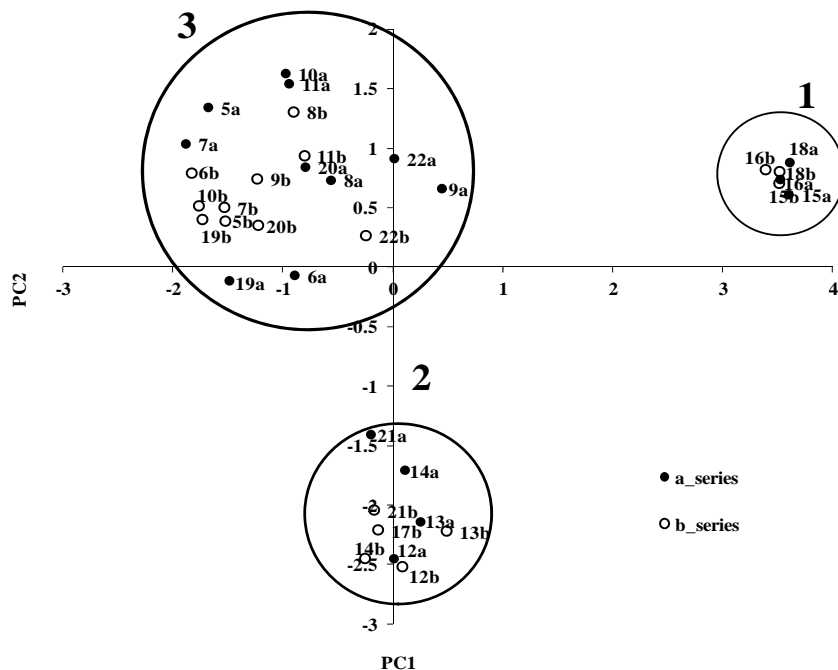 3
2
10a
11a
1.5
5a
8b
1
7a
1
11b
22a
18a
16b
6b
20a
18b
9b
8a
9a
16a
10b
7b
0.5
15b
15a
5b
20b
19b
22b
0
-3
-2
19a
-1
6a
0
1
2
3
4
PC2
-0.5
-1
2
21a
-1.5
14a
a_series
-2
21b
13a
17b
13b
b_series
14b
12a
-2.5
12b
-3
PC1